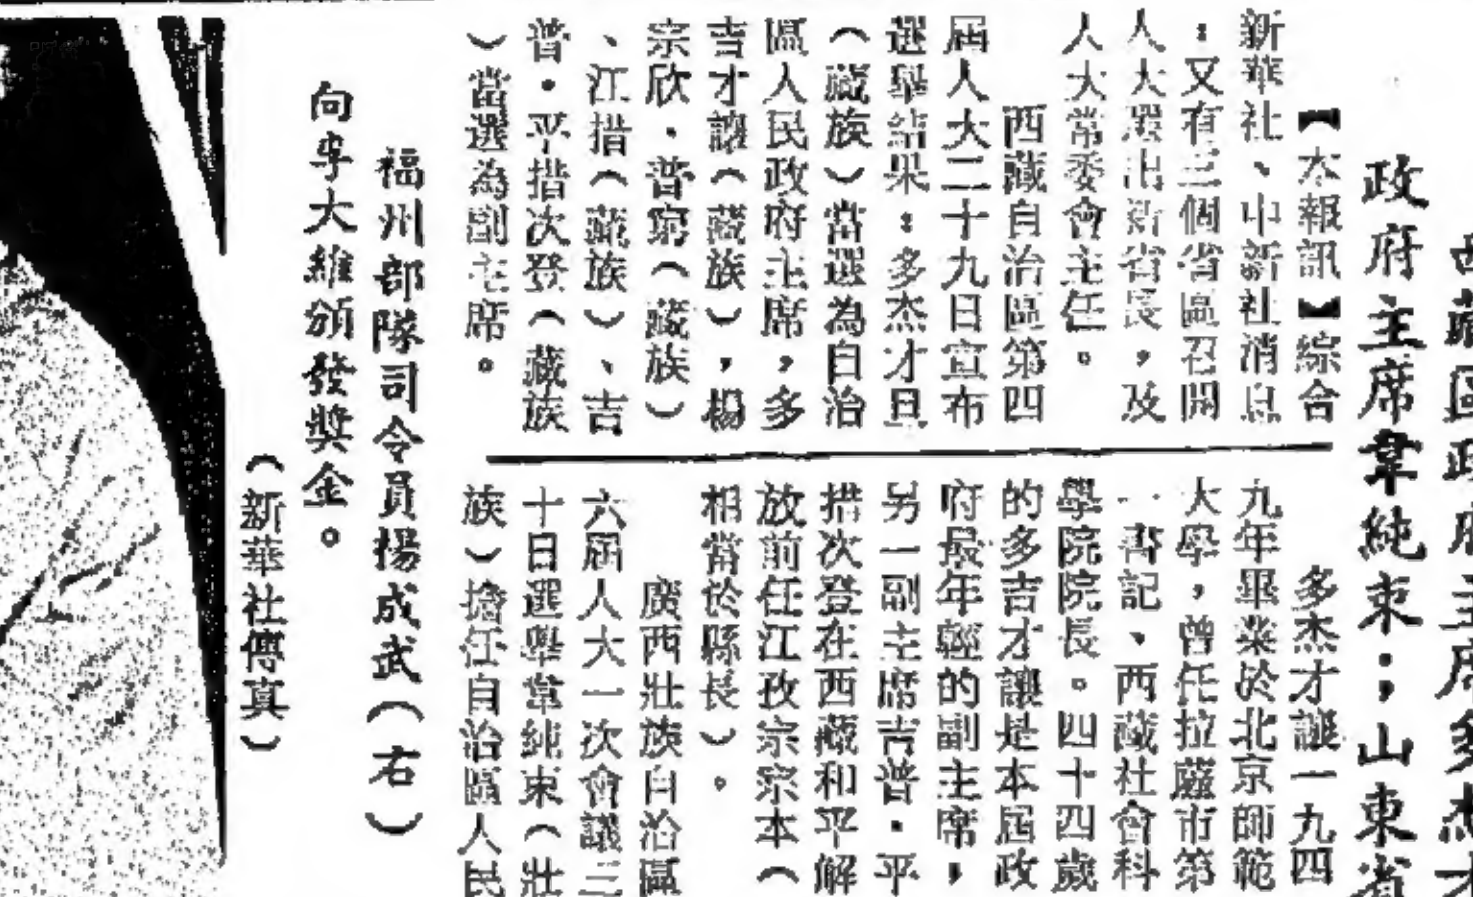 西藏區政府主席多杰才
政府主席韋純束；山東省
【本報訊】綜合
新華社、中新社消息
：又有三個省區召開
人大選出新省長，及
人大常委會主任。
西藏自治區第四
屆人大二十九日宣布
選舉結果：多杰才旦
（藏族）當選為自治
區人民政府主席，多
吉才讓（藏族），楊
宗欣，普窮（藏族）
、江措（藏族）、吉
普·平措次登（藏族
）當選為副主席。
多杰才讓一九四
九年畢業於北京師範
大學，曾任拉薩市第
一書記、西藏社會科
學院院長。四十四歲
的多吉才讓是本屆政
府最年輕的副主席，
另一副主席吉普·平
措次登在西藏和平解
放前任江孜宗宗本（
相當於縣長）。
廣西壯族自治區
六屆人大一次會議三
十日選舉韋純束（壯
族）擔任自治區人民
福州部隊司令員楊成武（右）
向李大維頒發獎金。
（新華社傳真）